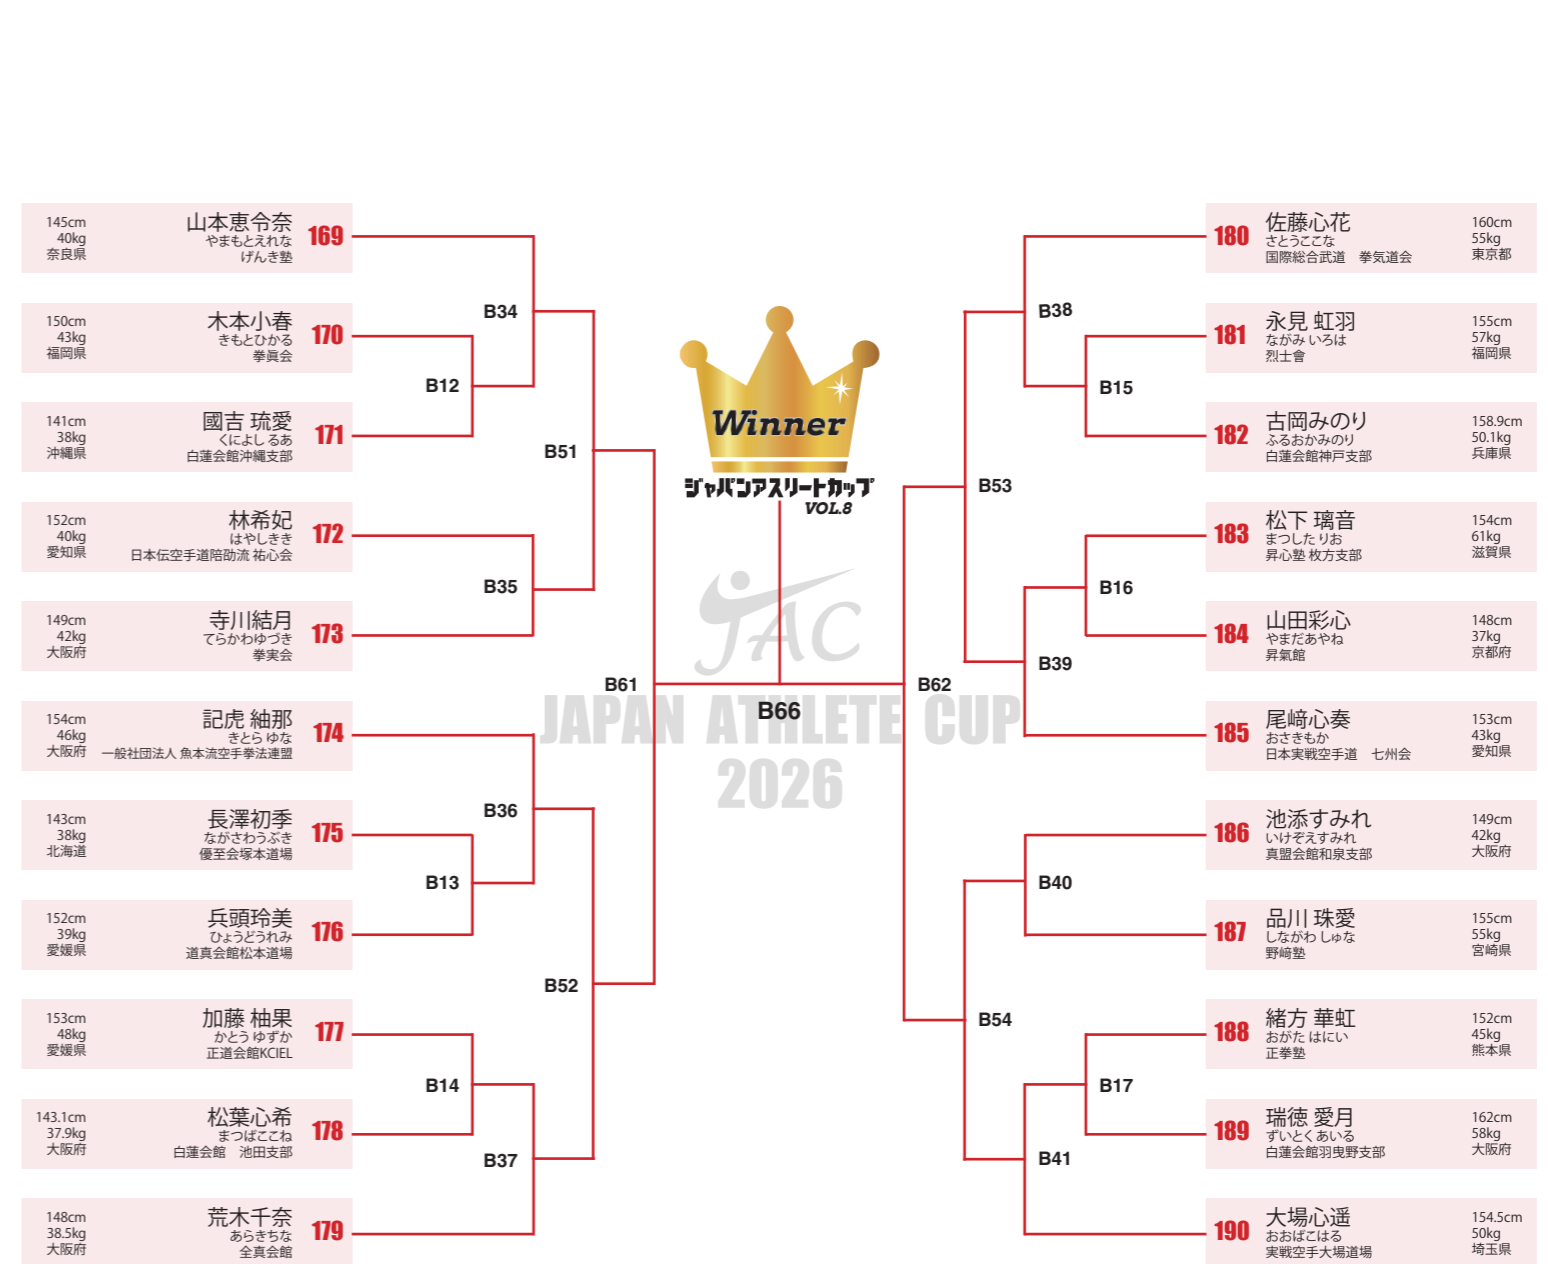 145cm
40kg
奈良県
山本恵令奈
やまもとえれな
げんき塾
169
150cm
43kg
福岡県
木本小春
きもとひかる
拳眞会
170
141cm
38kg
沖縄県
國吉 琉愛
くによし るあ
白蓮会館沖縄支部
171
152cm
40kg
愛知県
林希妃
はやしきき
日本伝空手道陪劭流 祐心会
172
149cm
42kg
大阪府
寺川結月
てらかわゆづき
拳実会
173
154cm
46kg
大阪府
記虎 紬那
きとら ゆな
一般社団法人 魚本流空手拳法連盟
174
143cm
38kg
北海道
長澤初季
ながさわうぶき
優至会塚本道場
175
152cm
39kg
愛媛県
兵頭玲美
ひょうどうれみ
道真会館松本道場
176
153cm
48kg
愛媛県
加藤 柚果
かとう ゆずか
正道会館KCIEL
177
143.1cm
37.9kg
大阪府
松葉心希
まつばここね
白蓮会館　池田支部
178
148cm
38.5kg
大阪府
荒木千奈
あらきちな
全真会館
179
B34
B12
B51
B35
B61
B36
B13
B52
B14
B37
Winner
ジャパンアスリートカップ
VOL.8
JAC
JAPAN ATHLETE CUP
2026
B66
B38
B15
B53
B16
B39
B62
B40
B54
B17
B41
180
佐藤心花
さとうここな
国際総合武道　拳気道会
160cm
55kg
東京都
181
永見 虹羽
ながみ いろは
烈士會
155cm
57kg
福岡県
182
古岡みのり
ふるおかみのり
白蓮会館神戸支部
158.9cm
50.1kg
兵庫県
183
松下 璃音
まつした りお
昇心塾 枚方支部
154cm
61kg
滋賀県
184
山田彩心
やまだあやね
昇氣館
148cm
37kg
京都府
185
尾﨑心奏
おさきもか
日本実戦空手道　七州会
153cm
43kg
愛知県
186
池添すみれ
いけぞえすみれ
真盟会館和泉支部
149cm
42kg
大阪府
187
品川 珠愛
しながわ しゅな
野﨑塾
155cm
55kg
宮崎県
188
緒方 華虹
おがた はにい
正拳塾
152cm
45kg
熊本県
189
瑞徳 愛月
ずいとく あいる
白蓮会館羽曳野支部
162cm
58kg
大阪府
190
大場心遥
おおばこはる
実戦空手大場道場
154.5cm
50kg
埼玉県